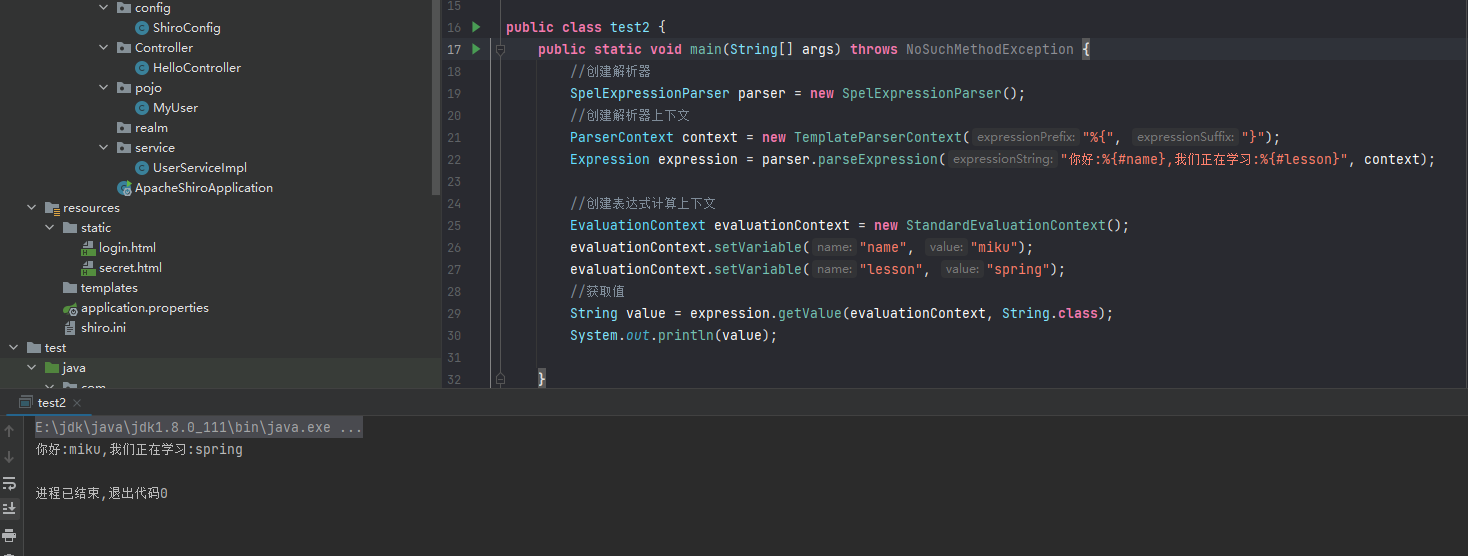 config
ShiroConfig
Controller
HelloController
pojo
MyUser
realm
service
UserServiceImpl
ApacheShiroApplication
resources
static
login.html
secret.html
templates
application.properties
shiro.ini
test
java
15
16 public class test2 {
17 public static void main(String[] args) throws NoSuchMethodException {
18 //创建解析器
19 SpelExpressionParser parser = new SpelExpressionParser();
20 //创建解析器上下文
21 ParserContext context = new TemplateParserContext( expressionPrefix: "%{", expressionSuffix: "}");
22 Expression expression = parser.parseExpression( expressionString: "你好:%{#name},我们正在学习:%{#lesson}", context);
23
24 //创建表达式计算上下文
25 EvaluationContext evaluationContext = new StandardEvaluationContext();
26 evaluationContext.setVariable( name: "name", value: "miku");
27 evaluationContext.setVariable( name: "lesson", value: "spring");
28 //获取值
29 String value = expression.getValue(evaluationContext, String.class);
30 System.out.println(value);
31
32 }
test2
E:\jdk\java\jdk1.8.0_111\bin\java.exe ...
你好:miku,我们正在学习:spring
进程已结束,退出代码0